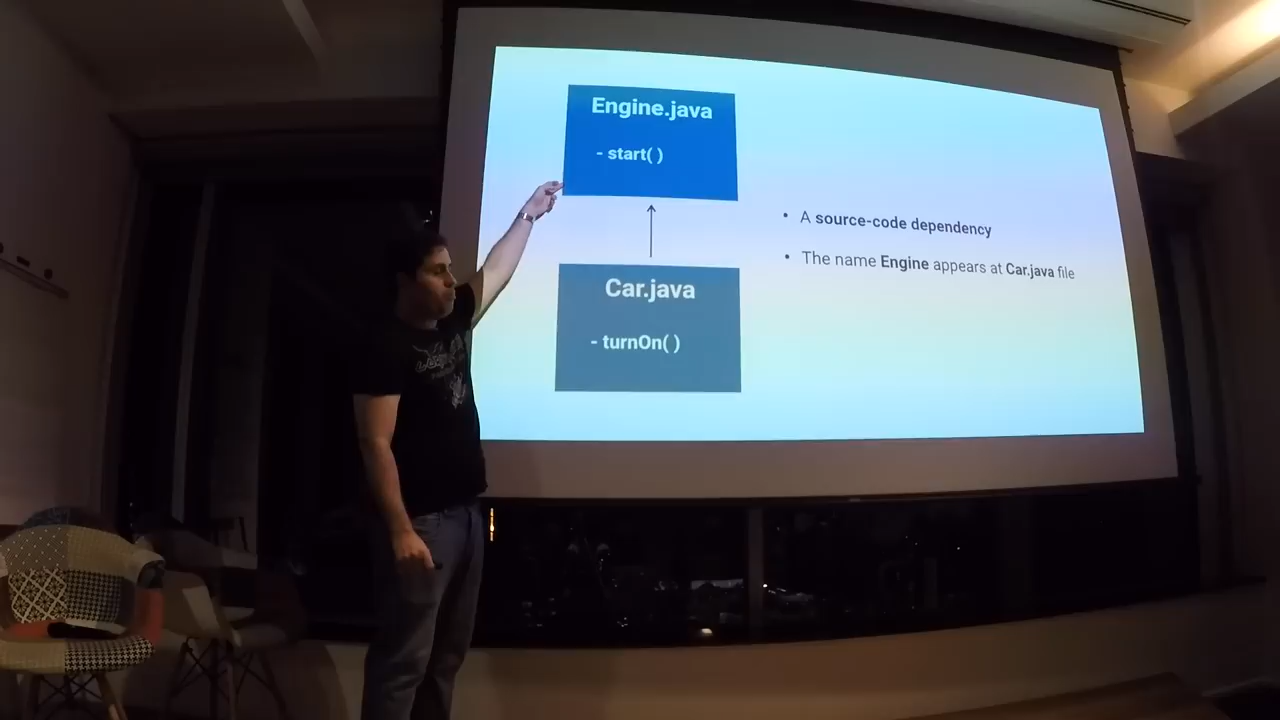 Engine.java
- start( )
Car.java
- turnOn( )
• A source-code dependency
• The name Engine appears at Car.java file